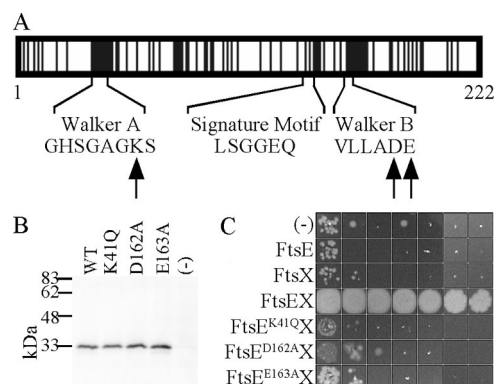 A
1 222
Walker A Signature Motif Walker B
GHSGAGKS LSGGEQ VLLADE
B
WT K41Q D162A E163A (-)
kDa
83
62
48
33
C
(-)
FtsE
FtsX
FtsEX
FtsE^K41QX
FtsE^D162AX
FtsE^E163AX